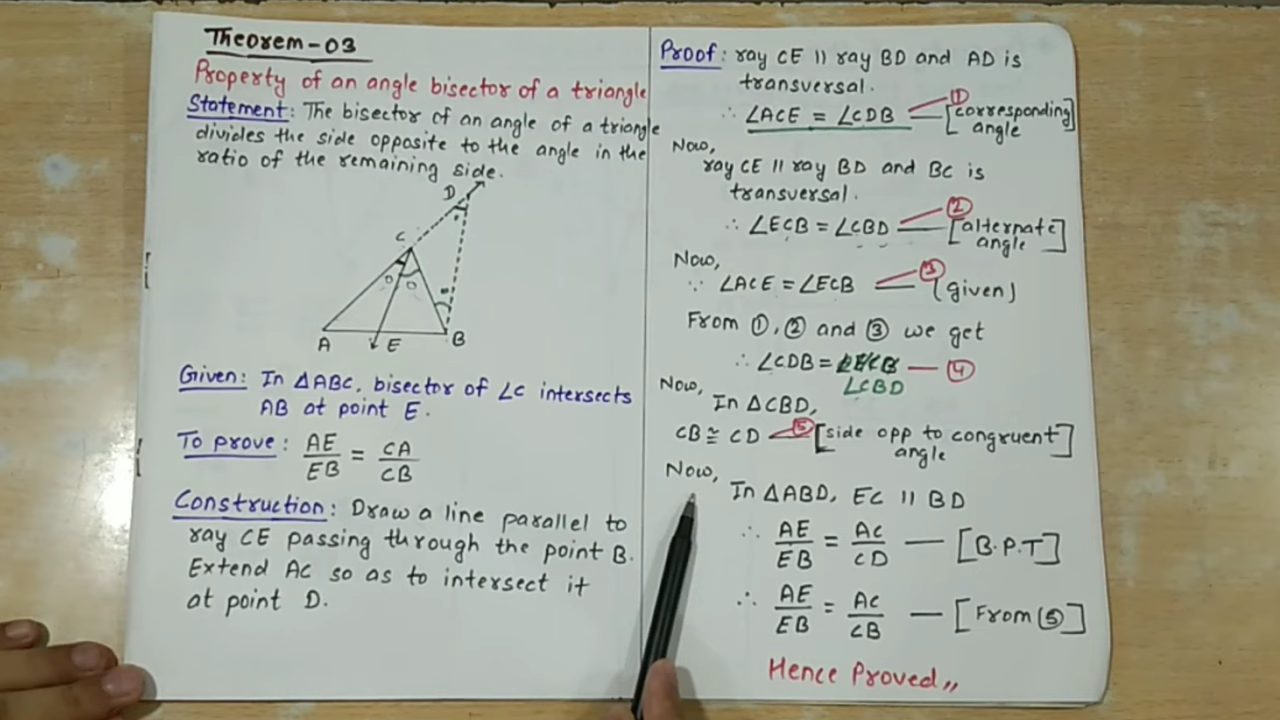 Theorem-03
Property of an angle bisector of a triangle
Statement: The bisector of an angle of a triangle
divides the side opposite to the angle in the
ratio of the remaining side.
D
C
A E B
Given: In △ABC, bisector of ∠C intersects
AB at point E.
To prove: AE/EB = CA/CB
Construction: Draw a line parallel to
ray CE passing through the point B.
Extend AC so as to intersect it
at point D.
Proof: ray CE || ray BD and AD is
transversal.
∴ ∠ACE = ∠CDB — ① [corresponding
angle]
Now,
ray CE || ray BD and BC is
transversal.
∴ ∠ECB = ∠CBD — ② [alternate
angle]
Now,
∵ ∠ACE = ∠ECB — ③ (given)
From ①, ② and ③ we get
∴ ∠CDB = — ④
∠CBD
Now,
In △CBD,
CB ≅ CD — ⑤ [side opp to congruent
angle]
Now,
In △ABD, EC || BD
∴ AE/EB = AC/CD — [B.P.T]
∴ AE/EB = AC/CB — [From ⑤]
Hence Proved,,